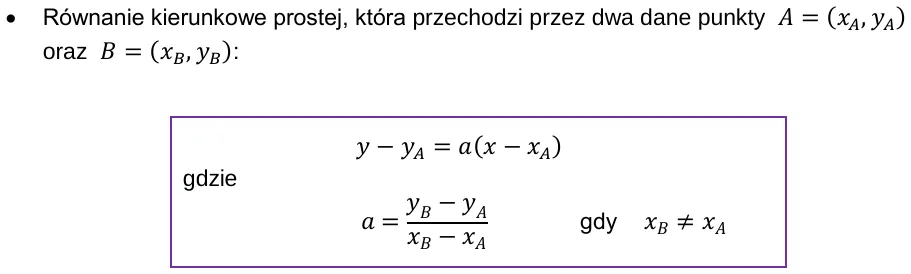 • Równanie kierunkowe prostej, która przechodzi przez dwa dane punkty A = (x_A, y_A)
oraz B = (x_B, y_B):
y − y_A = a(x − x_A)
gdzie
a = \frac{y_B − y_A}{x_B − x_A} gdy x_B ≠ x_A